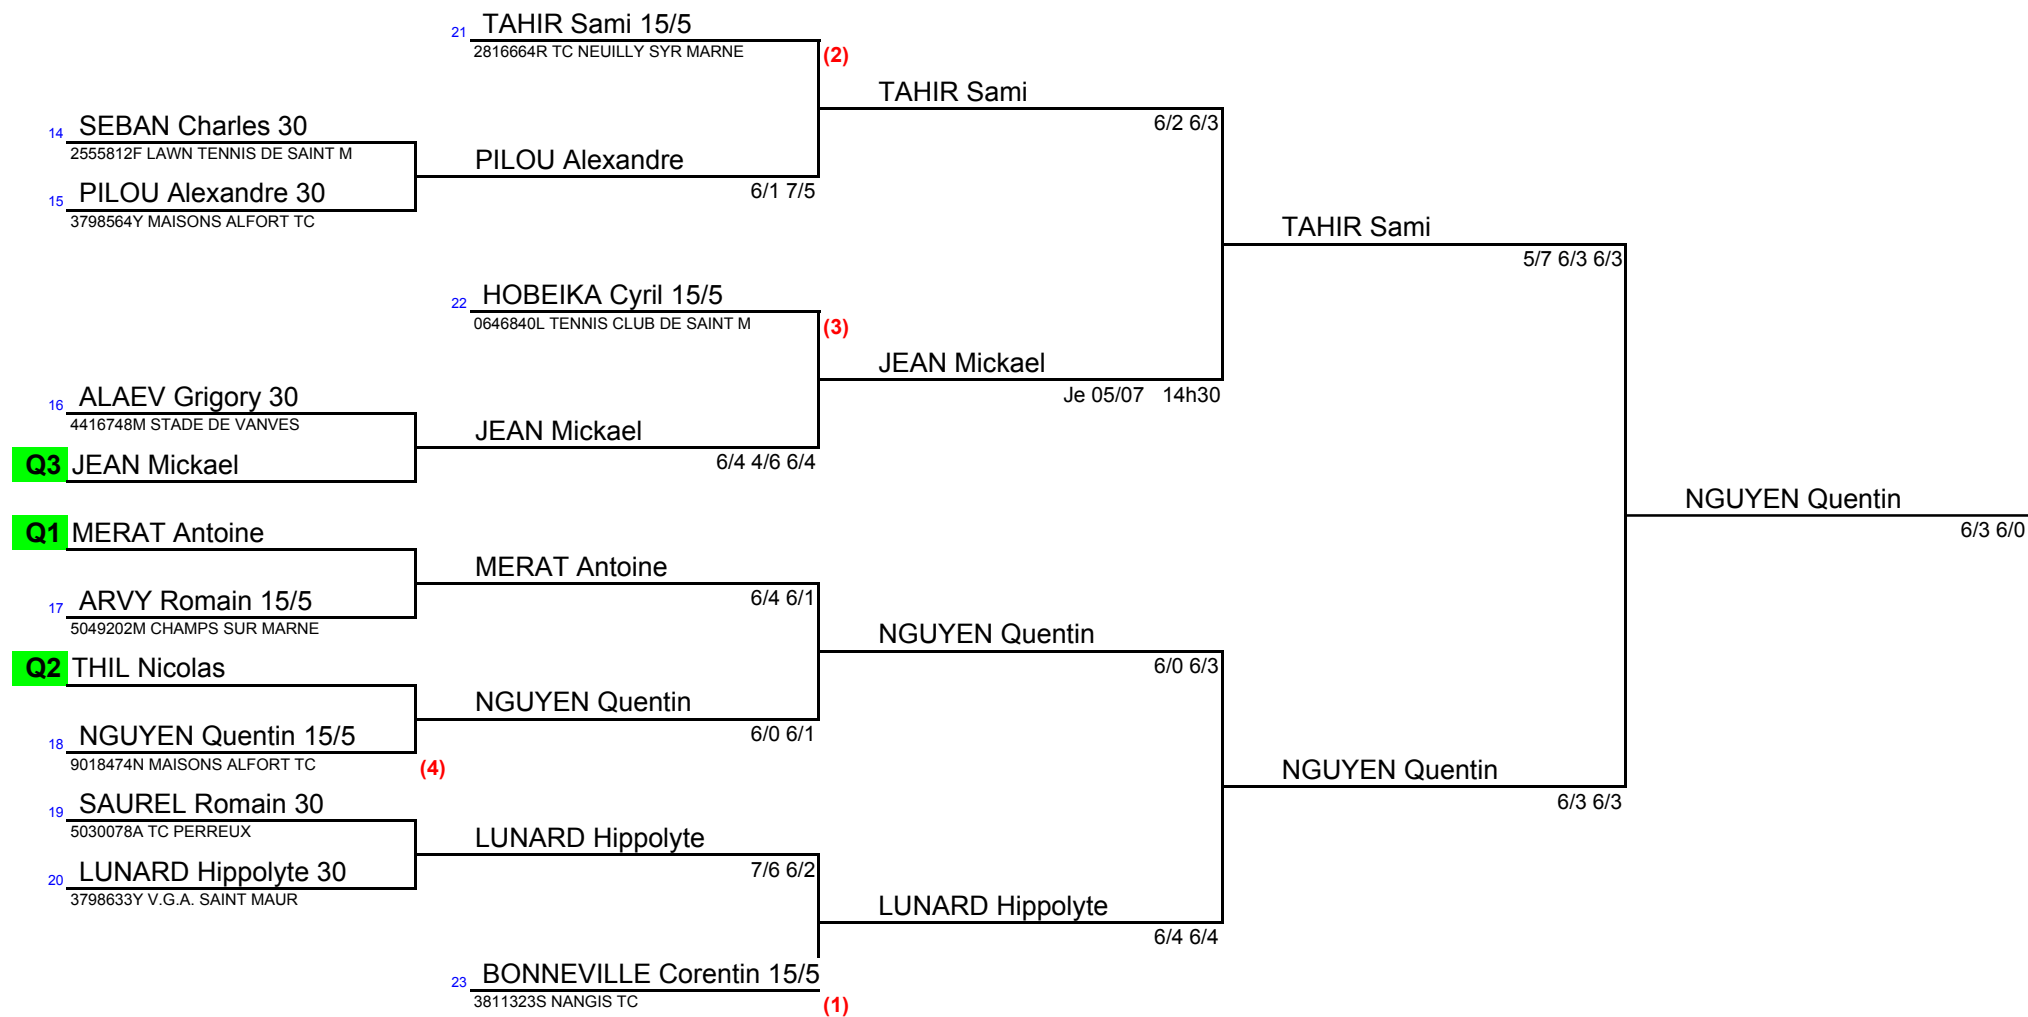 21 TAHIR Sami 15/5
2816664R TC NEUILLY SYR MARNE
(2)
TAHIR Sami
6/2 6/3
14 SEBAN Charles 30
2555812F LAWN TENNIS DE SAINT M
PILOU Alexandre
6/1 7/5
15 PILOU Alexandre 30
3798564Y MAISONS ALFORT TC
TAHIR Sami
5/7 6/3 6/3
22 HOBEIKA Cyril 15/5
0646840L TENNIS CLUB DE SAINT M
(3)
JEAN Mickael
Je 05/07 14h30
16 ALAEV Grigory 30
4416748M STADE DE VANVES
JEAN Mickael
6/4 4/6 6/4
Q3 JEAN Mickael
NGUYEN Quentin
6/3 6/0
Q1 MERAT Antoine
MERAT Antoine
6/4 6/1
17 ARVY Romain 15/5
5049202M CHAMPS SUR MARNE
NGUYEN Quentin
6/0 6/3
Q2 THIL Nicolas
NGUYEN Quentin
6/0 6/1
18 NGUYEN Quentin 15/5
9018474N MAISONS ALFORT TC
(4)
NGUYEN Quentin
6/3 6/3
19 SAUREL Romain 30
5030078A TC PERREUX
LUNARD Hippolyte
7/6 6/2
20 LUNARD Hippolyte 30
3798633Y V.G.A. SAINT MAUR
LUNARD Hippolyte
6/4 6/4
23 BONNEVILLE Corentin 15/5
3811323S NANGIS TC
(1)